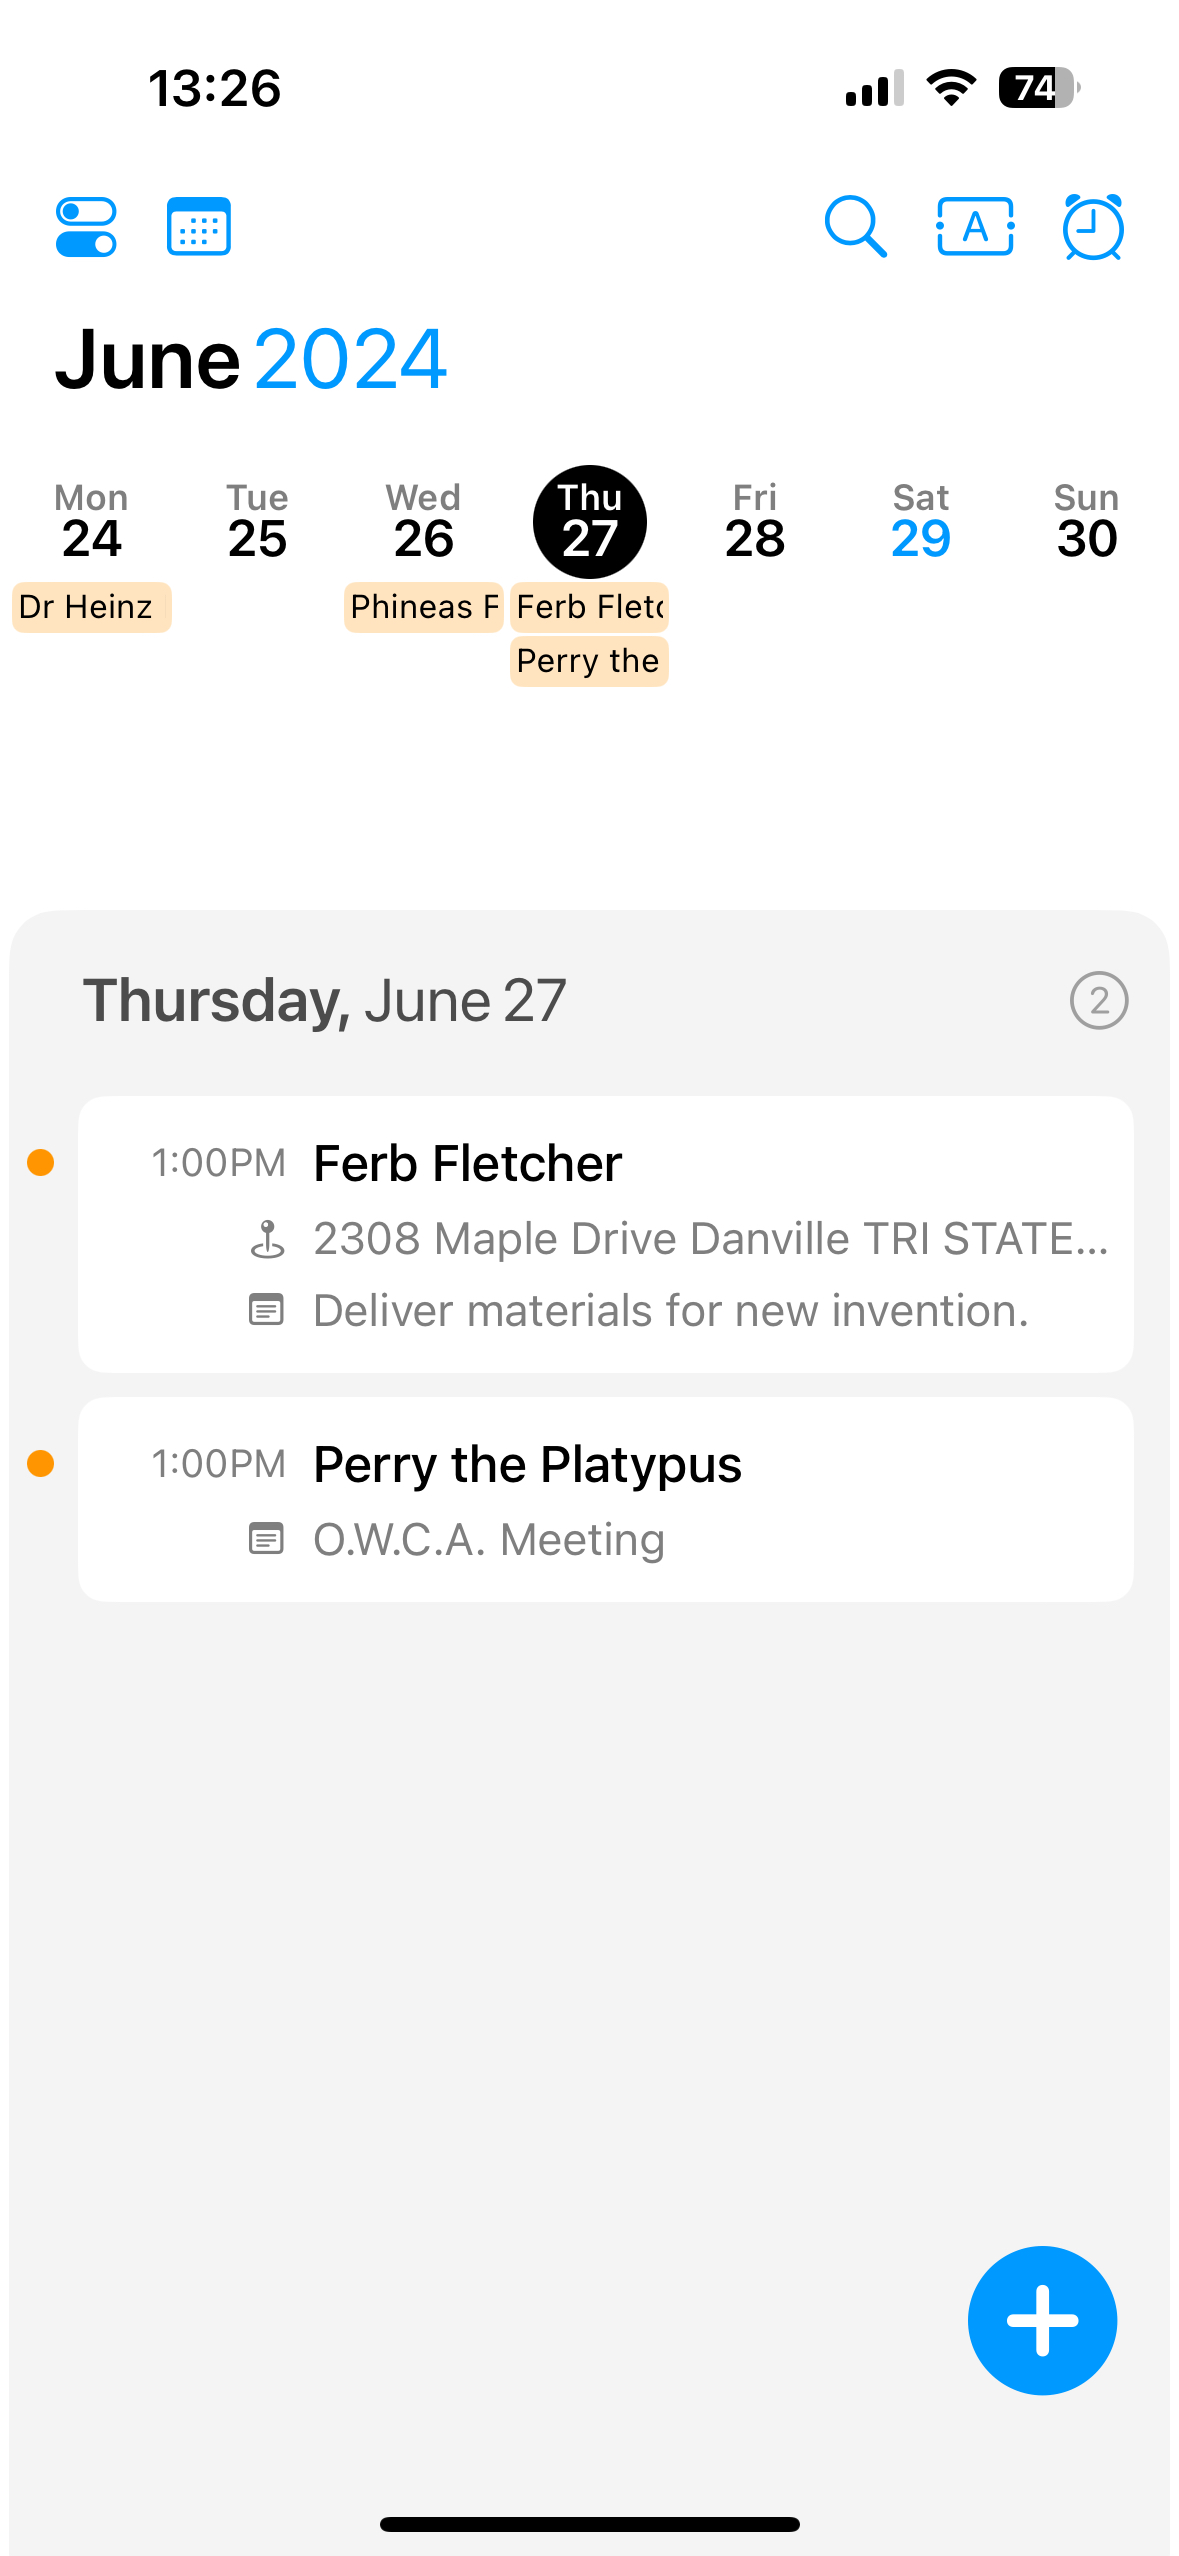 13:26
74
A
June 2024
Mon Tue Wed Thu Fri Sat Sun
24 25 26 27 28 29 30
Dr Heinz Phineas F Ferb Fletc
Perry the
Thursday, June 27
2
1:00PM Ferb Fletcher
2308 Maple Drive Danville TRI STATE...
Deliver materials for new invention.
1:00PM Perry the Platypus
O.W.C.A. Meeting